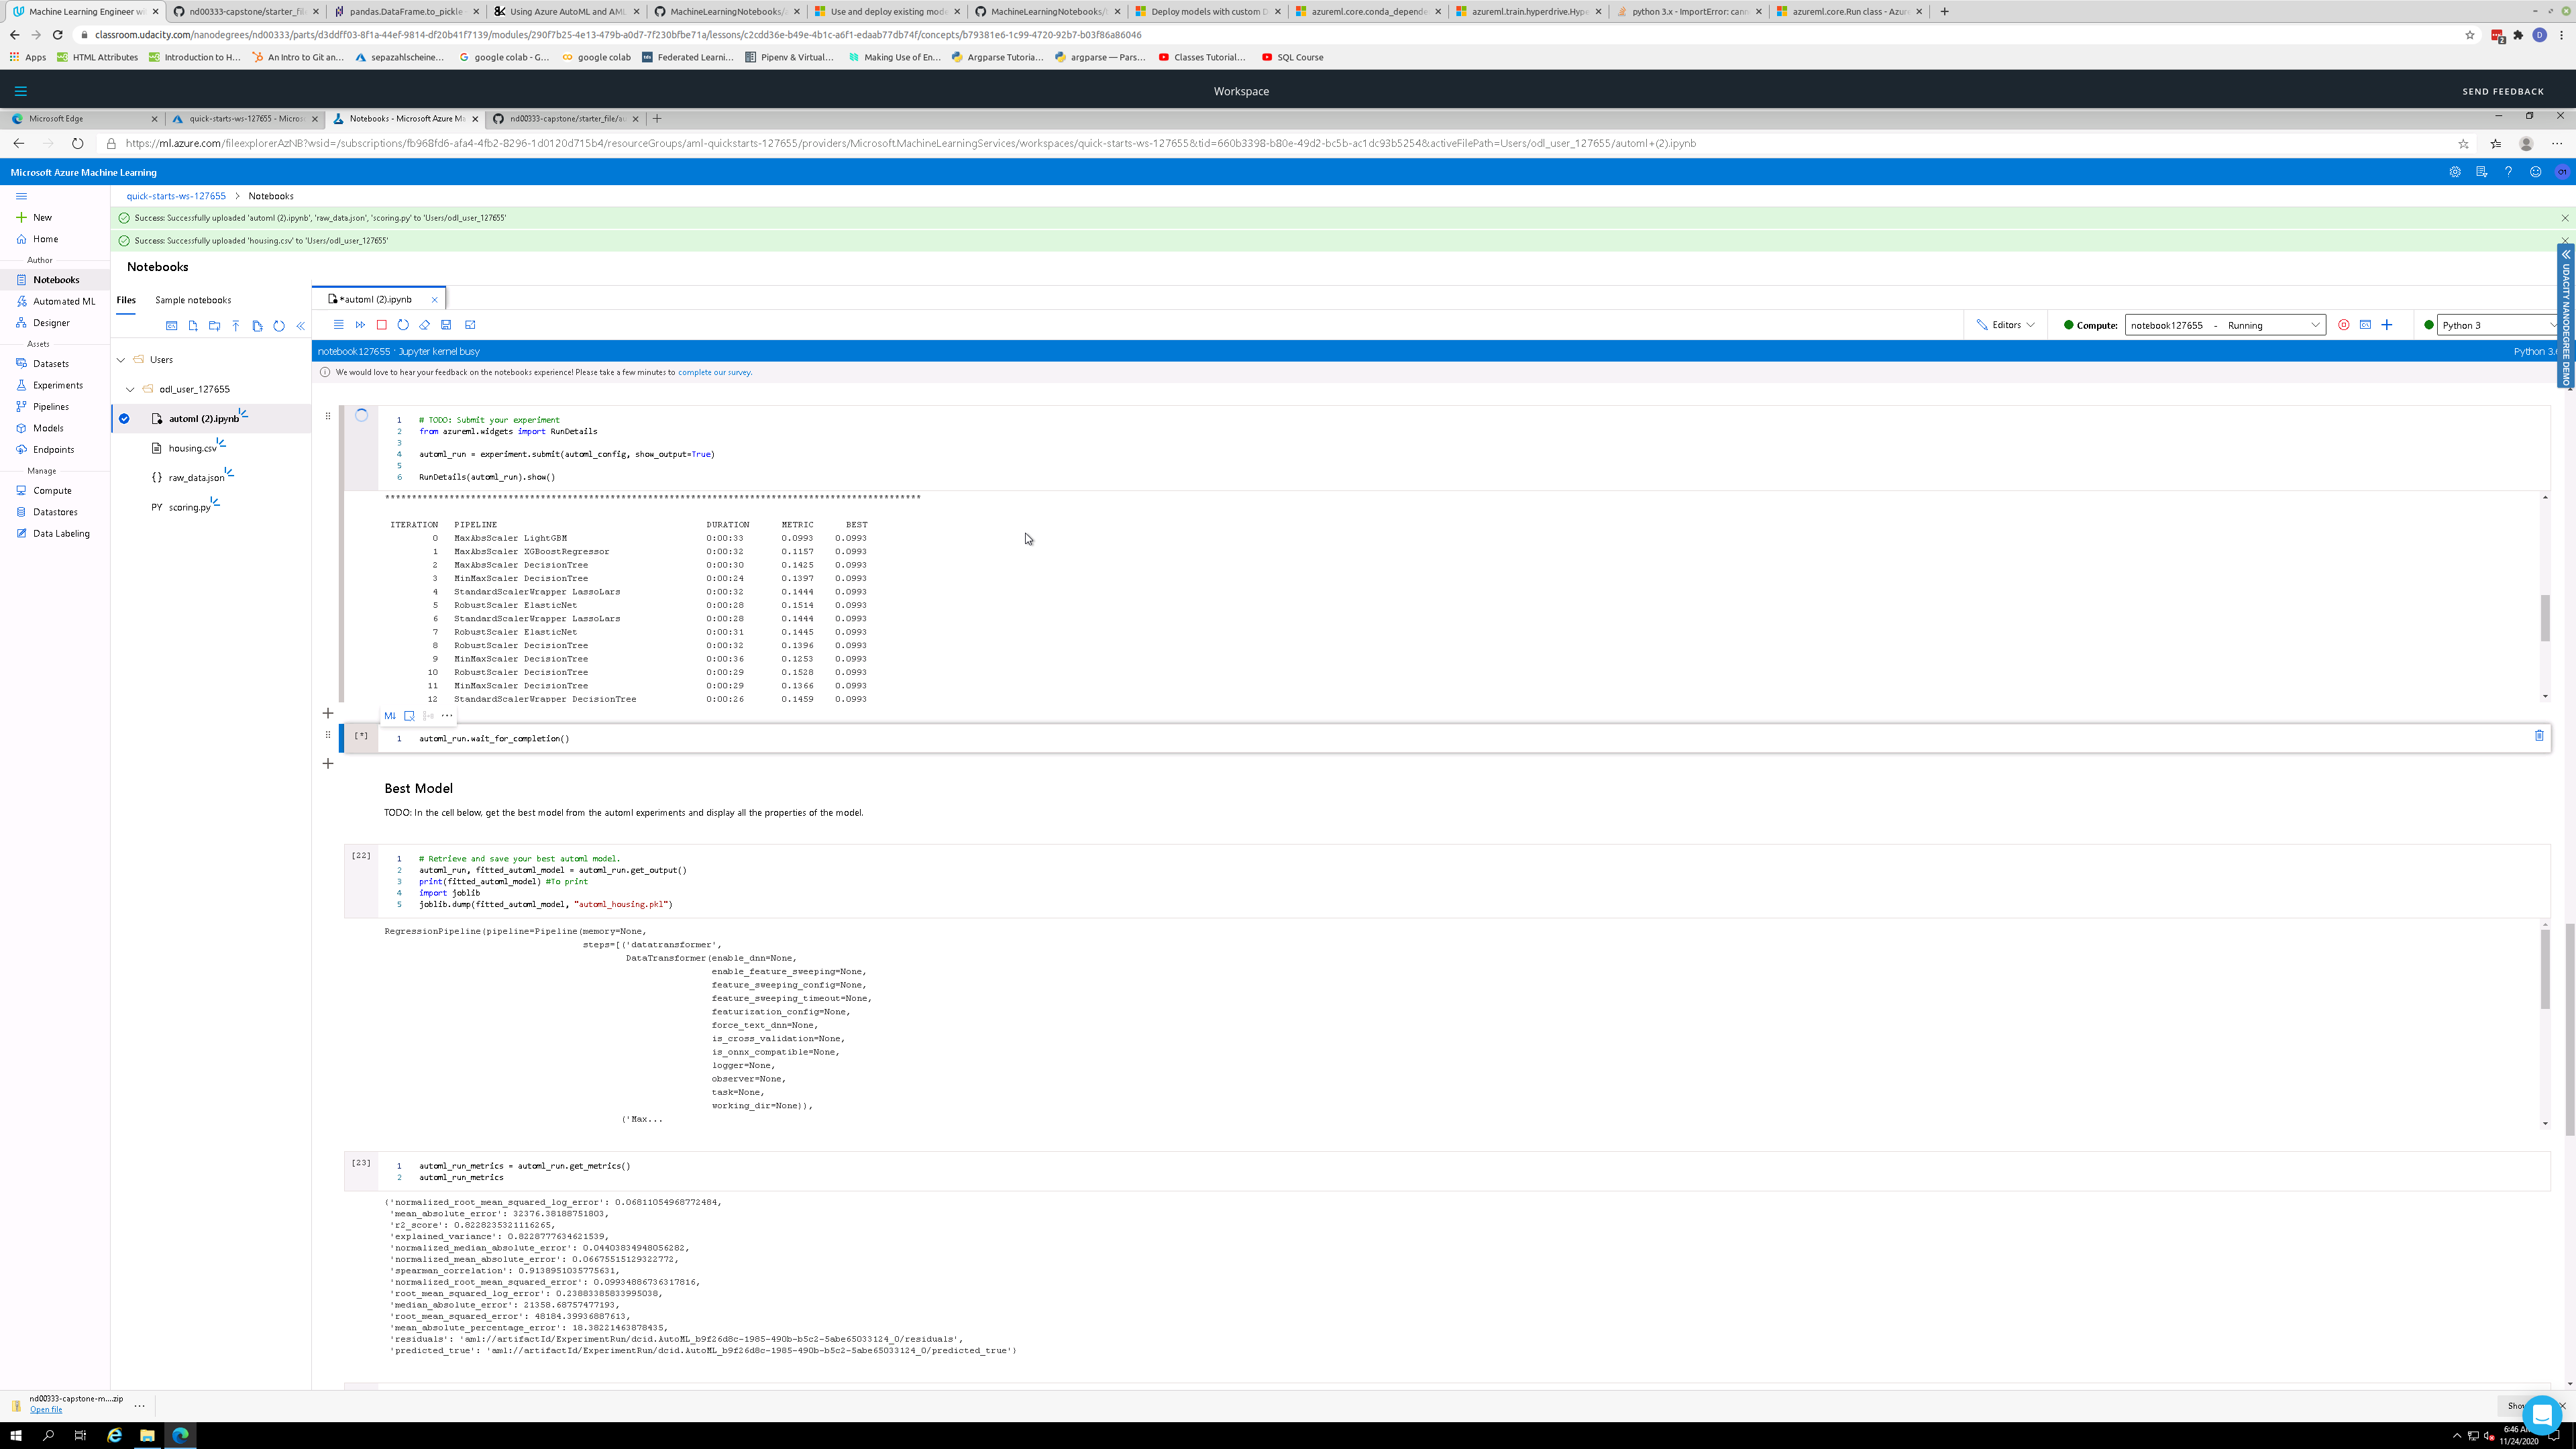 Machine Learning Engineer wi
nd00333-capstone/starter_fil
pandas.DataFrame.to_pickle
Using Azure AutoML and AML
MachineLearningNotebooks/
Use and deploy existing mode
MachineLearningNotebooks/
Deploy models with custom D
azureml.core.conda_depende
azureml.train.hyperdrive.Hype
python 3.x - ImportError: cann
azureml.core.Run class - Azure
classroom.udacity.com/nanodegrees/nd00333/parts/d3ddff03-8f1a-44ef-9814-df20b41f7139/modules/290f7b25-4e13-479b-a0d7-7f230bfbe71a/lessons/c2cdd36e-b49e-4b1c-a6f1-edaab77db74f/concepts/b79381e6-1c99-4720-92b7-b03f86a86046
Apps HTML Attributes Introduction to H... An Intro to Git an... sepazahlscheine... google colab - G... google colab Federated Learni... Pipenv & Virtual... Making Use of En... Argparse Tutoria... argparse — Pars... Classes Tutorial... SQL Course
Workspace
SEND FEEDBACK
Microsoft Edge
quick-starts-ws-127655 - Micros
Notebooks - Microsoft Azure Ma
nd00333-capstone/starter_file/au
https://ml.azure.com/fileexplorerAzNB?wsid=/subscriptions/fb968fd6-afa4-4fb2-8296-1d0120d715b4/resourceGroups/aml-quickstarts-127655/providers/Microsoft.MachineLearningServices/workspaces/quick-starts-ws-127655&tid=660b3398-b80e-49d2-bc5b-ac1dc93b5254&activeFilePath=Users/odl_user_127655/automl+(2).ipynb
Microsoft Azure Machine Learning
quick-starts-ws-127655 > Notebooks
New
Home
Author
Notebooks
Automated ML
Designer
Assets
Datasets
Experiments
Pipelines
Models
Endpoints
Manage
Compute
Datastores
Data Labeling
Success: Successfully uploaded 'automl (2).ipynb', 'raw_data.json', 'scoring.py' to 'Users/odl_user_127655'
Success: Successfully uploaded 'housing.csv' to 'Users/odl_user_127655'
Notebooks
Files Sample notebooks
Users
odl_user_127655
automl (2).ipynb
housing.csv
{} raw_data.json
PY scoring.py
*automl (2).ipynb
Editors
Compute: notebook127655 - Running
Python 3
notebook127655 · Jupyter kernel busy
Python 3.
UDACITY NANODEGREE DEMO
We would love to hear your feedback on the notebooks experience! Please take a few minutes to complete our survey.
1 # TODO: Submit your experiment
2 from azureml.widgets import RunDetails
3
4 automl_run = experiment.submit(automl_config, show_output=True)
5
6 RunDetails(automl_run).show()
****************************************************************************************************
ITERATION PIPELINE DURATION METRIC BEST
0 MaxAbsScaler LightGBM 0:00:33 0.0993 0.0993
1 MaxAbsScaler XGBoostRegressor 0:00:32 0.1157 0.0993
2 MaxAbsScaler DecisionTree 0:00:30 0.1425 0.0993
3 MinMaxScaler DecisionTree 0:00:24 0.1397 0.0993
4 StandardScalerWrapper LassoLars 0:00:32 0.1444 0.0993
5 RobustScaler ElasticNet 0:00:28 0.1514 0.0993
6 StandardScalerWrapper LassoLars 0:00:28 0.1444 0.0993
7 RobustScaler ElasticNet 0:00:31 0.1445 0.0993
8 RobustScaler DecisionTree 0:00:32 0.1396 0.0993
9 MinMaxScaler DecisionTree 0:00:36 0.1253 0.0993
10 RobustScaler DecisionTree 0:00:29 0.1528 0.0993
11 MinMaxScaler DecisionTree 0:00:29 0.1366 0.0993
12 StandardScalerWrapper DecisionTree 0:00:26 0.1459 0.0993
M↓
[*] 1 automl_run.wait_for_completion()
Best Model
TODO: In the cell below, get the best model from the automl experiments and display all the properties of the model.
[22]
1 # Retrieve and save your best automl model.
2 automl_run, fitted_automl_model = automl_run.get_output()
3 print(fitted_automl_model) #To print
4 import joblib
5 joblib.dump(fitted_automl_model, "automl_housing.pkl")
RegressionPipeline(pipeline=Pipeline(memory=None,
steps=[('datatransformer',
DataTransformer(enable_dnn=None,
enable_feature_sweeping=None,
feature_sweeping_config=None,
feature_sweeping_timeout=None,
featurization_config=None,
force_text_dnn=None,
is_cross_validation=None,
is_onnx_compatible=None,
logger=None,
observer=None,
task=None,
working_dir=None)),
('Max...
[23]
1 automl_run_metrics = automl_run.get_metrics()
2 automl_run_metrics
{'normalized_root_mean_squared_log_error': 0.06811054968772484,
'mean_absolute_error': 32376.38188751803,
'r2_score': 0.8228235321116265,
'explained_variance': 0.8228777634621539,
'normalized_median_absolute_error': 0.04403834948056282,
'normalized_mean_absolute_error': 0.06675515129322772,
'spearman_correlation': 0.9138951035775631,
'normalized_root_mean_squared_error': 0.09934886736317816,
'root_mean_squared_log_error': 0.23883385833995038,
'median_absolute_error': 21358.68757477193,
'root_mean_squared_error': 48184.39936887613,
'mean_absolute_percentage_error': 18.38221463878435,
'residuals': 'aml://artifactId/ExperimentRun/dcid.AutoML_b9f26d8c-1985-490b-b5c2-5abe65033124_0/residuals',
'predicted_true': 'aml://artifactId/ExperimentRun/dcid.AutoML_b9f26d8c-1985-490b-b5c2-5abe65033124_0/predicted_true'}
nd00333-capstone-m....zip
Open file
6:46 A
11/24/2020